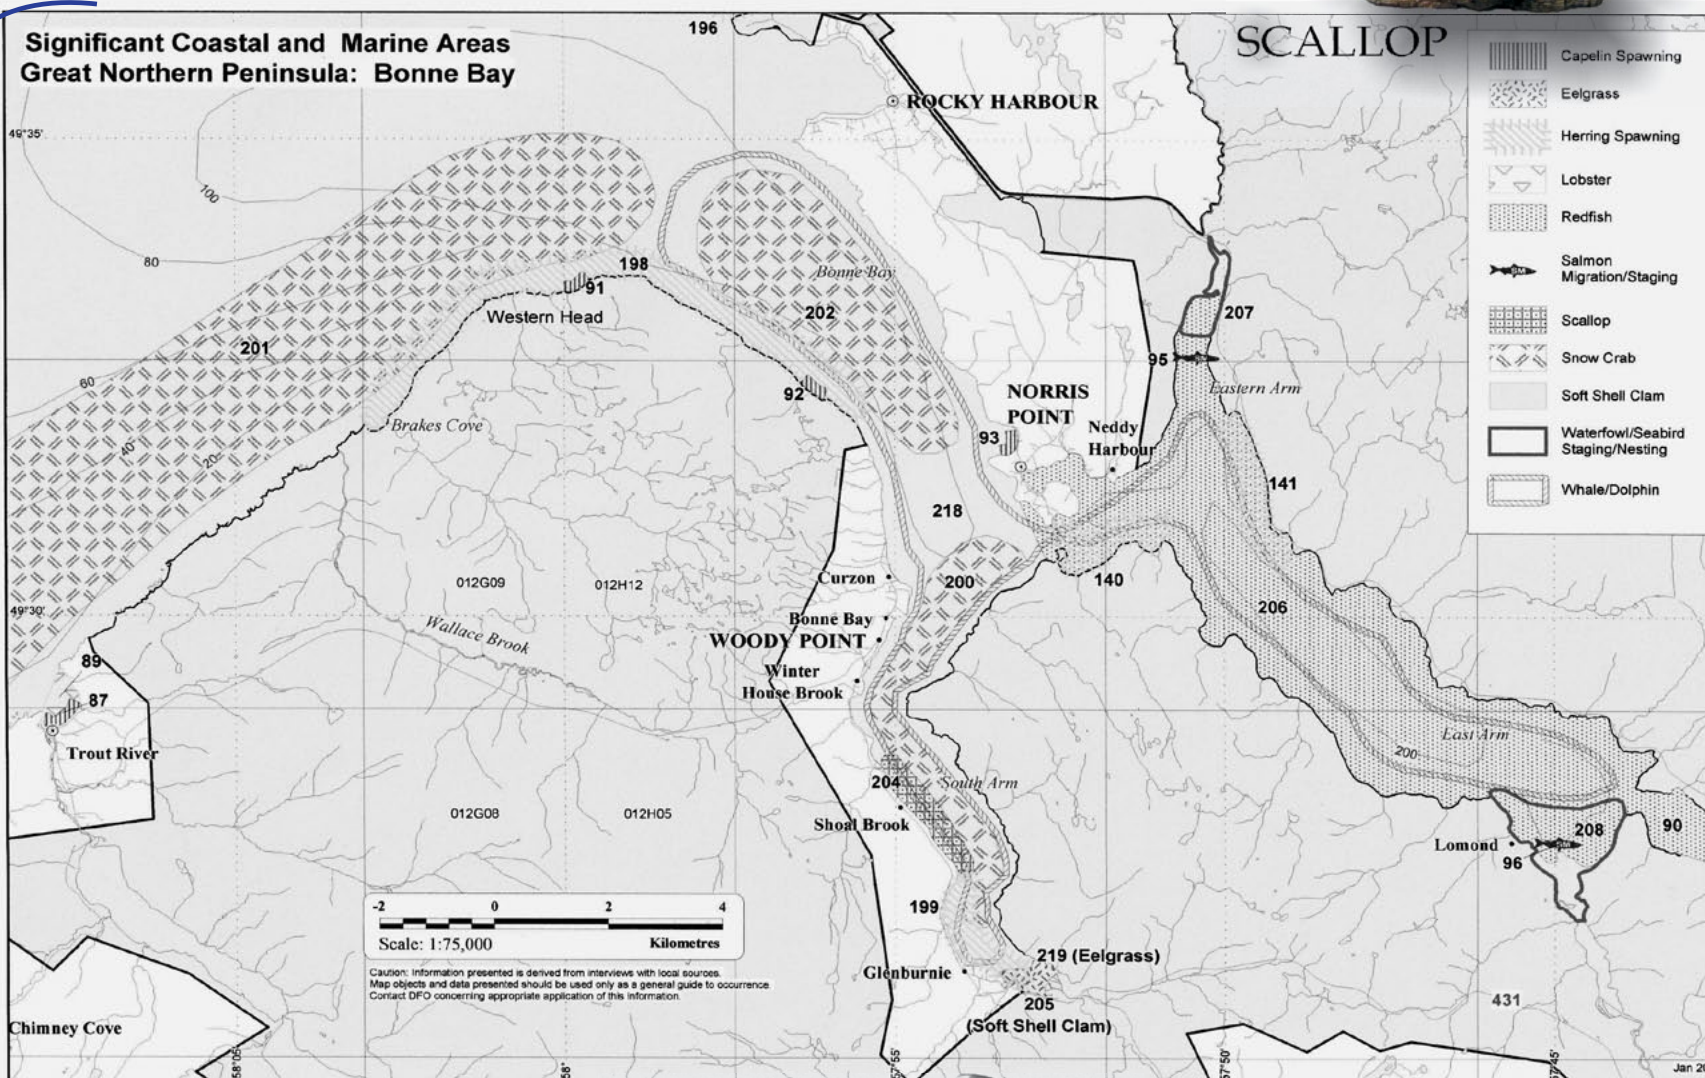 Significant Coastal and Marine Areas
Great Northern Peninsula: Bonne Bay
196
SCALLOP
Capelin Spawning
Eelgrass
Herring Spawning
Lobster
Redfish
Salmon
Migration/Staging
Scallop
Snow Crab
Soft Shell Clam
Waterfowl/Seabird
Staging/Nesting
Whale/Dolphin
ROCKY HARBOUR
49°35'
100
80
198
91
Western Head
Bonne Bay
202
207
201
95
60
92
Eastern Arm
NORRIS
POINT
Neddy
Harbour
93
Brakes Cove
40
20
141
218
012G09
012H12
Curzon
200
140
206
49°30'
Wallace Brook
Bonne Bay
WOODY POINT
Winter
House Brook
89
87
Trout River
East Arm
200
204
South Arm
012G08
012H05
Shoal Brook
208
90
Lomond
96
-2
0
2
4
Scale: 1:75,000
Kilometres
199
Caution: Information presented is derived from interviews with local sources.
Map objects and data presented should be used only as a general guide to occurrence.
Contact DFO concerning appropriate application of this information.
219 (Eelgrass)
Glenburnie
205
(Soft Shell Clam)
431
Chimney Cove
58°05'
58°
57°50'
Jan 2